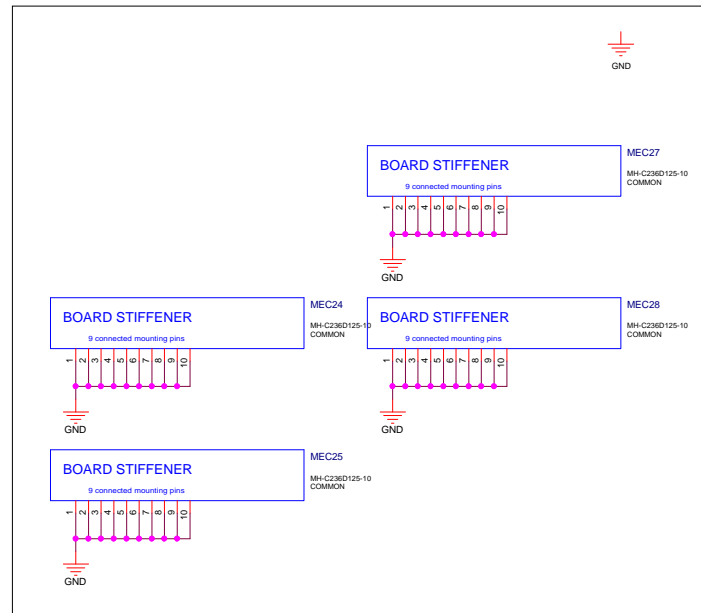 GND
BOARD STIFFENER
9 connected mounting pins
MEC27
MH-C236D125-10
COMMON
1
2
3
4
5
6
7
8
9
10
GND
BOARD STIFFENER
9 connected mounting pins
MEC24
MH-C236D125-10
COMMON
1
2
3
4
5
6
7
8
9
10
GND
BOARD STIFFENER
9 connected mounting pins
MEC28
MH-C236D125-10
COMMON
1
2
3
4
5
6
7
8
9
10
GND
BOARD STIFFENER
9 connected mounting pins
MEC25
MH-C236D125-10
COMMON
1
2
3
4
5
6
7
8
9
10
GND